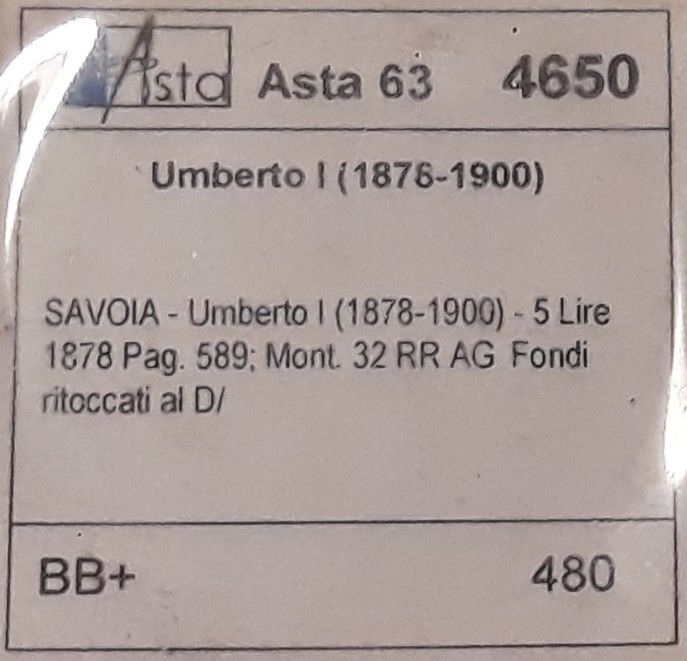 Asta Asta 63 4650
Umberto I (1878-1900)
SAVOIA - Umberto I (1878-1900) - 5 Lire
1878 Pag. 589; Mont. 32 RR AG Fondi
ritoccati al D/
BB+ 480